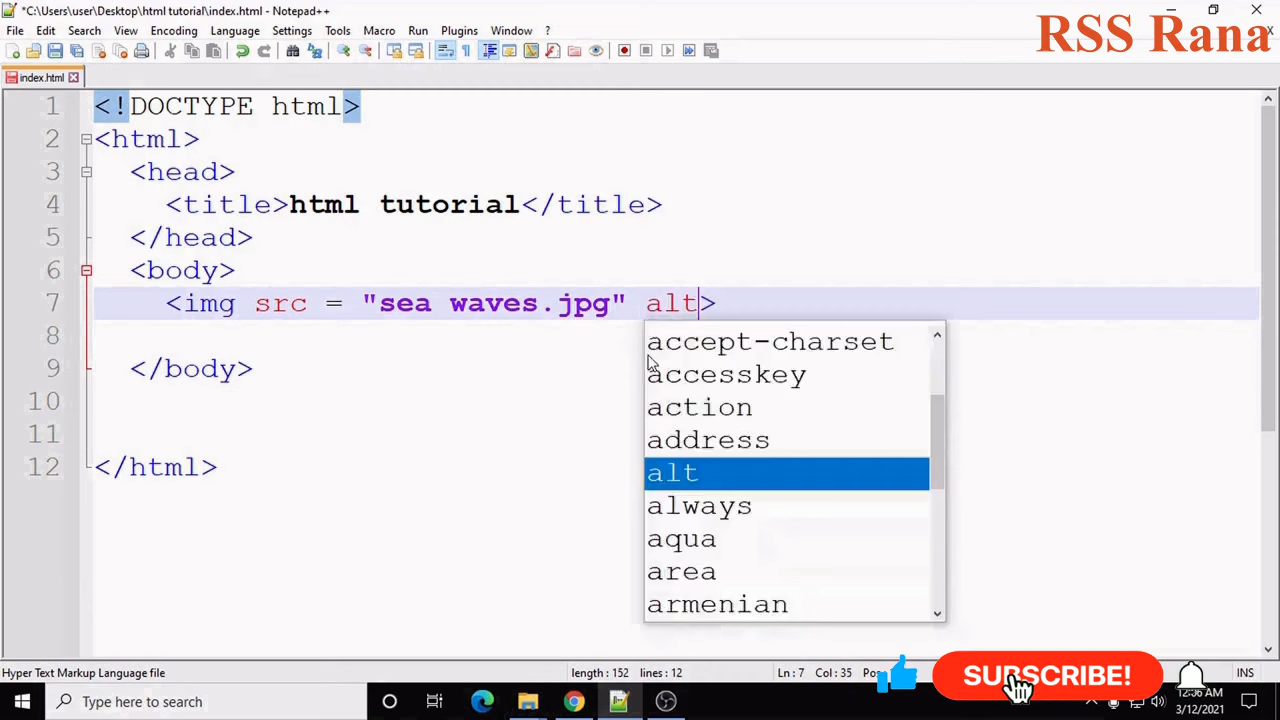 *C:\Users\user\Desktop\html tutorial\index.html - Notepad++
File Edit Search View Encoding Language Settings Tools Macro Run Plugins Window ?
RSS Rana
index.html
1 <!DOCTYPE html>
2 <html>
3 <head>
4 <title>html tutorial</title>
5 </head>
6 <body>
7 <img src = "sea waves.jpg" alt>
8
9 </body>
10
11
12 </html>
accept-charset
accesskey
action
address
alt
always
aqua
area
armenian
Hyper Text Markup Language file length : 152 lines : 12 Ln : 7 Col : 35 INS
SUBSCRIBE!
Type here to search
12:06 AM
3/12/2021